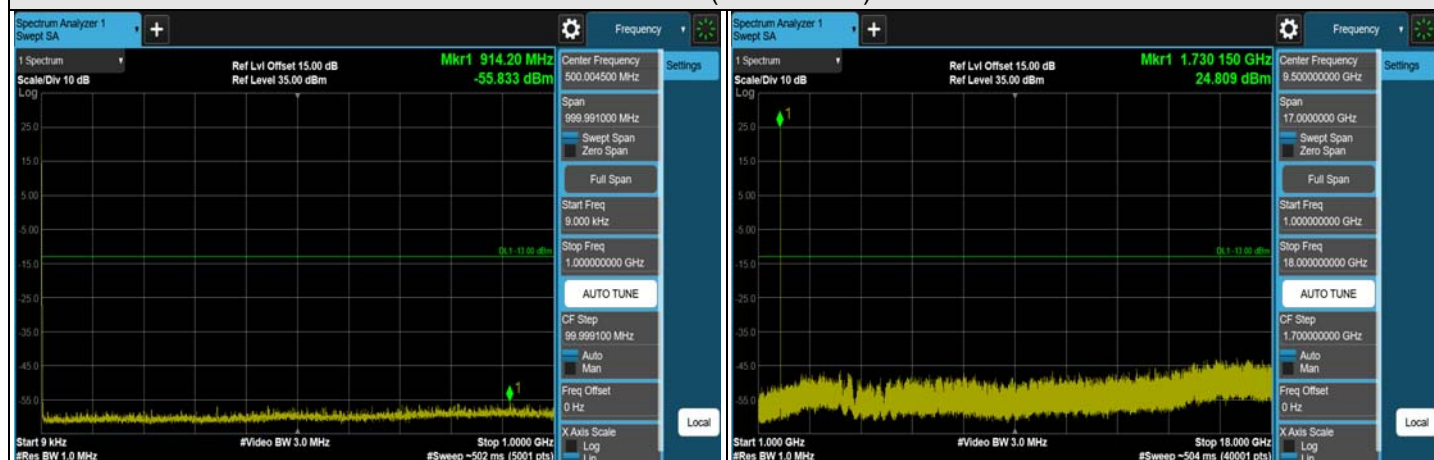 Spectrum Analyzer 1
Swept SA
+
Frequency
1 Spectrum
Scale/Div 10 dB
Ref Lvl Offset 15.00 dB
Ref Level 35.00 dBm
Mkr1 914.20 MHz
-55.833 dBm
Log
25.0
15.0
5.00
-5.00
-15.0
-25.0
-35.0
-45.0
-55.0
DL1 -13.00 dBm
1
Start 9 kHz
#Res BW 1.0 MHz
#Video BW 3.0 MHz
Stop 1.0000 GHz
#Sweep ~502 ms (5001 pts)
Center Frequency
500.004500 MHz
Settings
Span
999.991000 MHz
Swept Span
Zero Span
Full Span
Start Freq
9.000 kHz
Stop Freq
1.000000000 GHz
AUTO TUNE
CF Step
99.999100 MHz
Auto
Man
Freq Offset
0 Hz
X Axis Scale
Log
Lin
Local
Spectrum Analyzer 1
Swept SA
+
Frequency
1 Spectrum
Scale/Div 10 dB
Ref Lvl Offset 15.00 dB
Ref Level 35.00 dBm
Mkr1 1.730 150 GHz
24.809 dBm
Log
1
25.0
15.0
5.00
-5.00
-15.0
-25.0
-35.0
-45.0
-55.0
DL1 -13.00 dBm
Start 1.000 GHz
#Res BW 1.0 MHz
#Video BW 3.0 MHz
Stop 18.000 GHz
#Sweep ~504 ms (40001 pts)
Center Frequency
9.500000000 GHz
Settings
Span
17.0000000 GHz
Swept Span
Zero Span
Full Span
Start Freq
1.000000000 GHz
Stop Freq
18.000000000 GHz
AUTO TUNE
CF Step
1.700000000 GHz
Auto
Man
Freq Offset
0 Hz
X Axis Scale
Log
Lin
Local